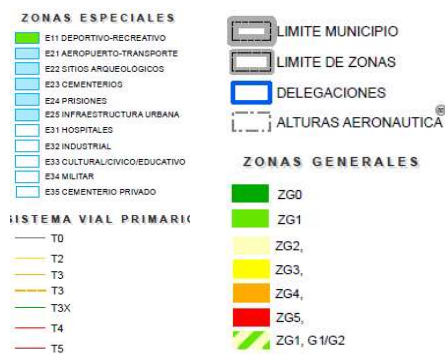 ZONAS ESPECIALES
E11 DEPORTIVO-RECREATIVO
E21 AEROPUERTO-TRANSPORTE
E22 SITIOS ARQUEOLÓGICOS
E23 CEMENTERIOS
E24 PRISIONES
E25 INFRAESTRUCTURA URBANA
E31 HOSPITALES
E32 INDUSTRIAL
E33 CULTURAL/CIVICO/EDUCATIVO
E34 MILITAR
E35 CEMENTERIO PRIVADO
SISTEMA VIAL PRIMARIO
T0
T2
T3
T3
T3X
T4
T5
LIMITE MUNICIPIO
LIMITE DE ZONAS
DELEGACIONES
ALTURAS AERONAUTICA®
ZONAS GENERALES
ZG0
ZG1
ZG2,
ZG3,
ZG4,
ZG5,
ZG1, G1/G2